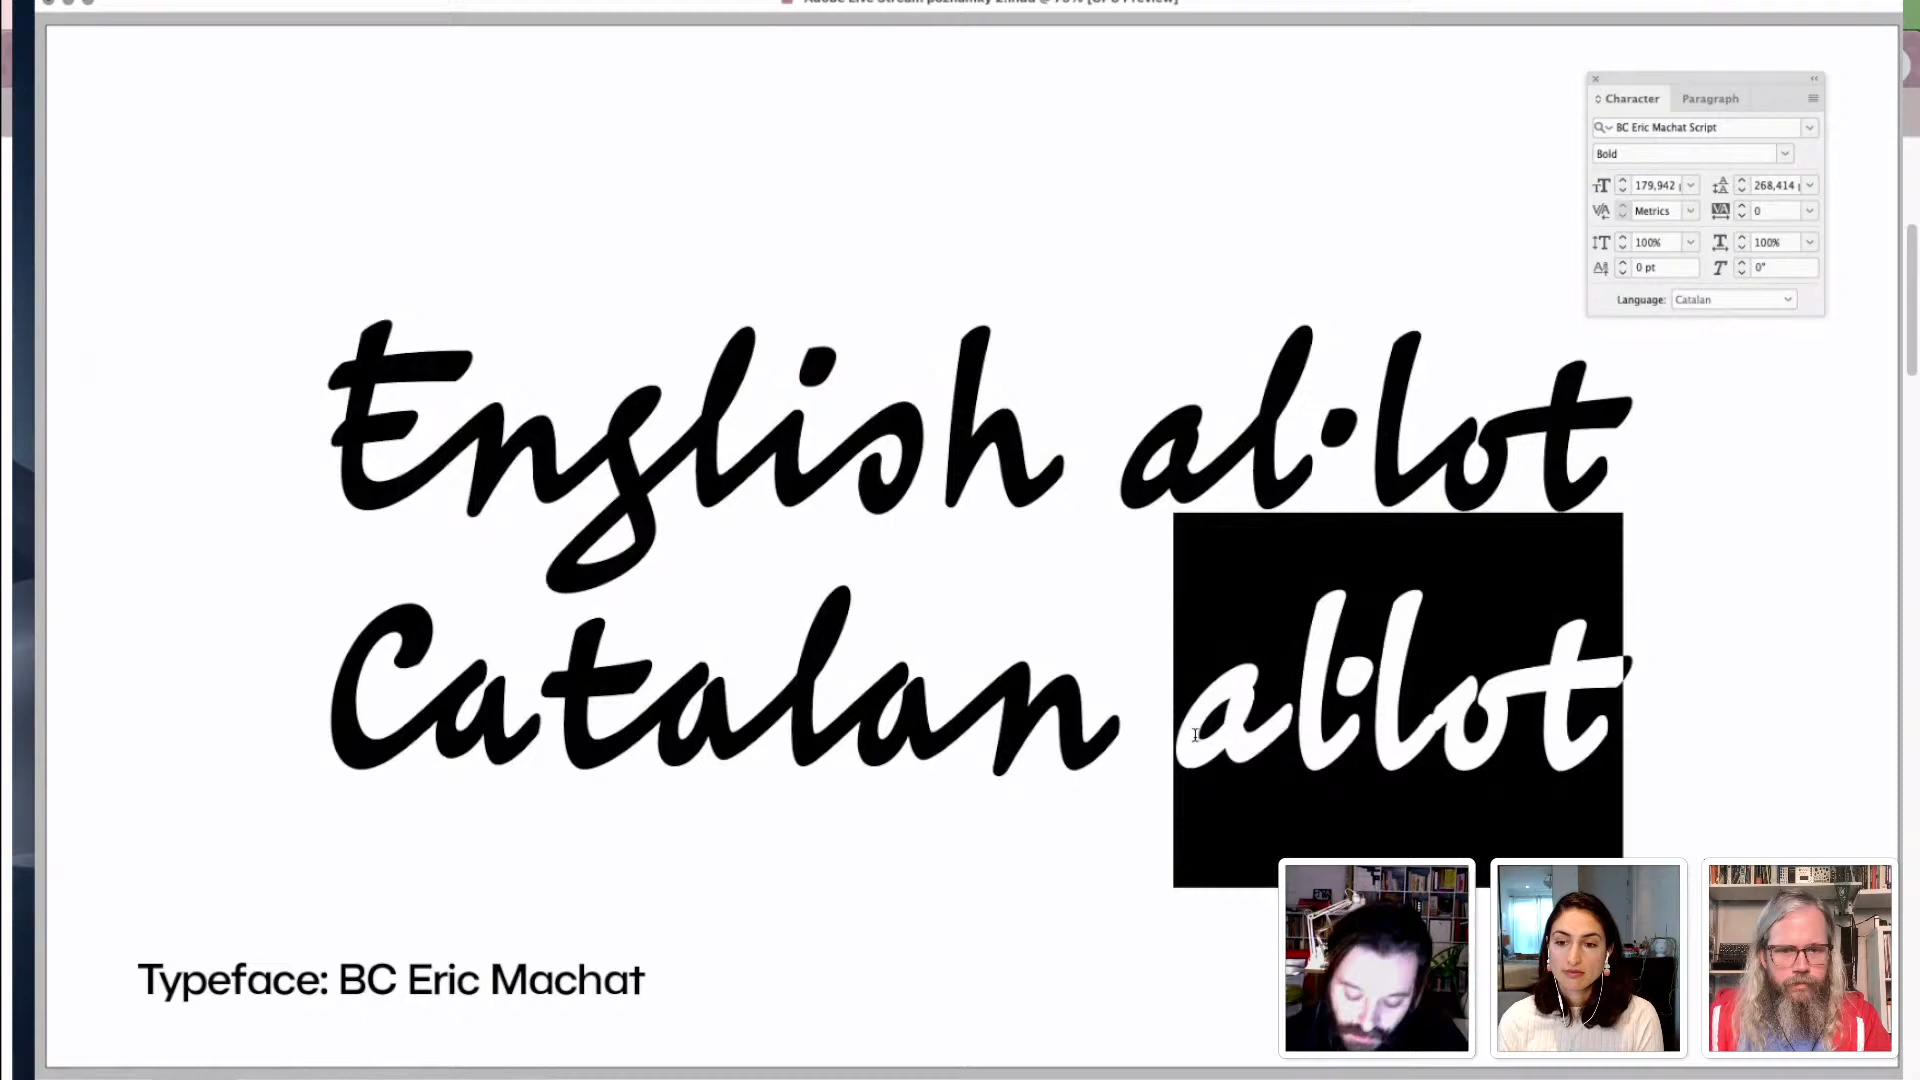 Character Paragraph
BC Eric Machat Script
Bold
179,942 268,414
Metrics 0
100% 100%
0 pt 0°
Language: Catalan
English al·lot
Catalan al·lot
Typeface: BC Eric Machat